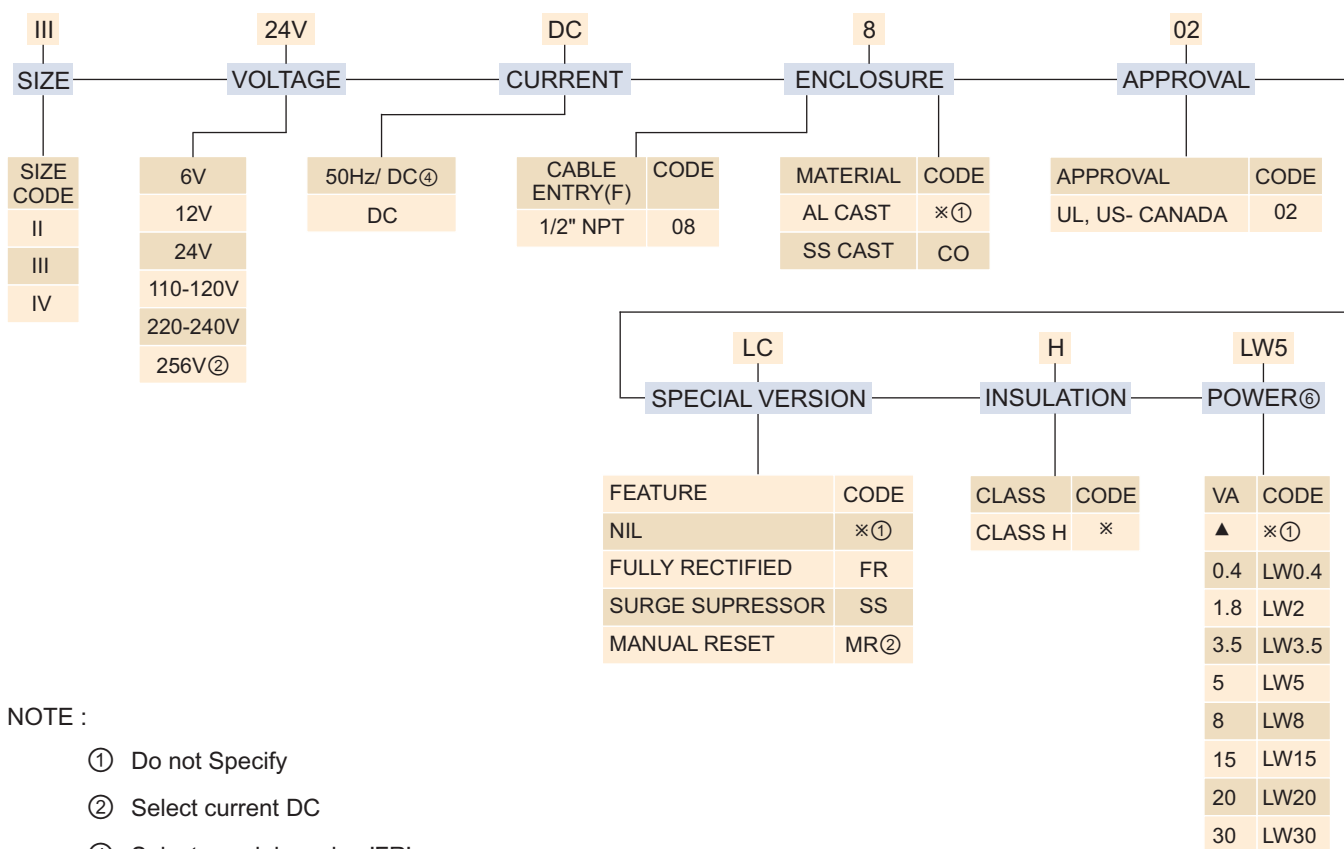 III 24V DC 8 02
SIZE VOLTAGE CURRENT ENCLOSURE APPROVAL
SIZE CODE
II
III
IV
6V
12V
24V
110-120V
220-240V
256V②
50Hz/ DC④
DC
CABLE ENTRY(F) CODE
1/2" NPT 08
MATERIAL CODE
AL CAST ※①
SS CAST CO
APPROVAL CODE
UL, US- CANADA 02
LC H LW5
SPECIAL VERSION INSULATION POWER⑥
FEATURE CODE
NIL ※①
FULLY RECTIFIED FR
SURGE SUPRESSOR SS
MANUAL RESET MR②
CLASS CODE
CLASS H ※
VA CODE
▲ ※①
0.4 LW0.4
1.8 LW2
3.5 LW3.5
5 LW5
8 LW8
15 LW15
20 LW20
30 LW30
NOTE :
① Do not Specify
② Select current DC